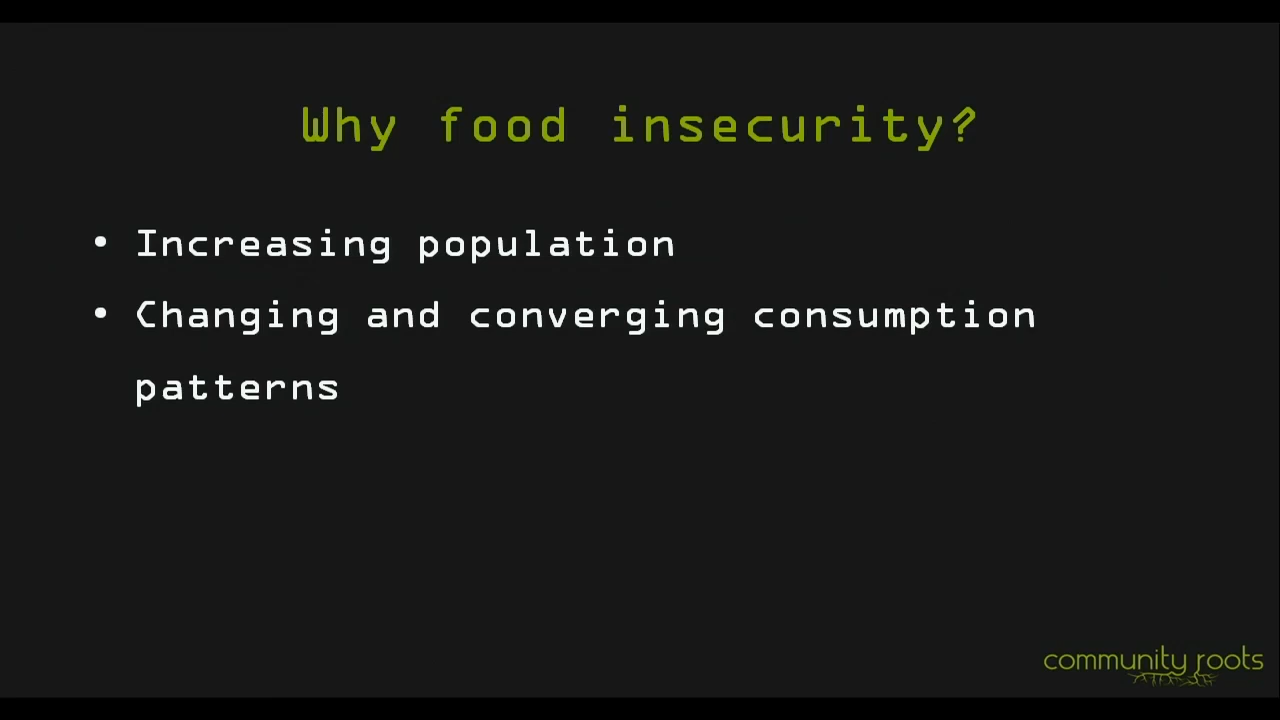 Why food insecurity?
• Increasing population
• Changing and converging consumption
patterns
community roots